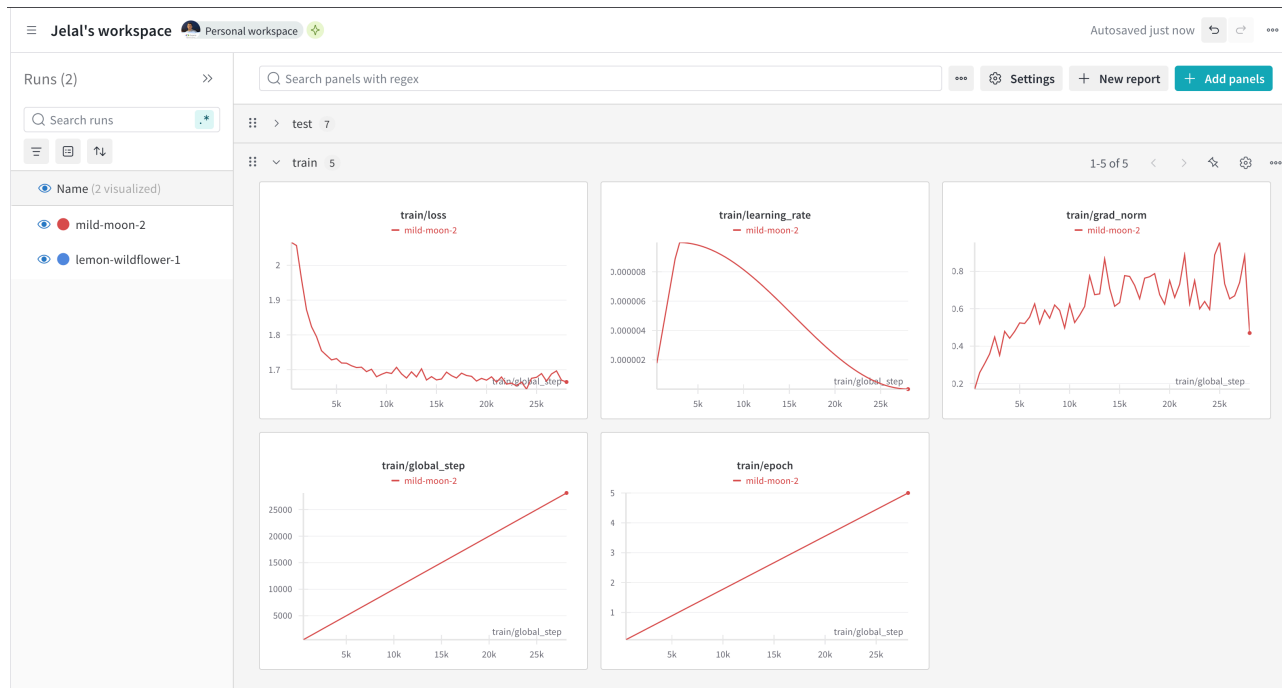 Jelal's workspace Personal workspace Autosaved just now
Runs (2)
Search runs .*
Name (2 visualized)
mild-moon-2
lemon-wildflower-1
Search panels with regex Settings New report Add panels
test 7
train 5 1-5 of 5
train/loss
mild-moon-2
2
1.9
1.8
1.7
train/global_step
5k 10k 15k 20k 25k
train/learning_rate
mild-moon-2
0.000008
0.000006
0.000004
0.000002
train/global_step
5k 10k 15k 20k 25k
train/grad_norm
mild-moon-2
0.8
0.6
0.4
0.2
train/global_step
5k 10k 15k 20k 25k
train/global_step
mild-moon-2
25000
20000
15000
10000
5000
train/global_step
5k 10k 15k 20k 25k
train/epoch
mild-moon-2
5
4
3
2
1
train/global_step
5k 10k 15k 20k 25k